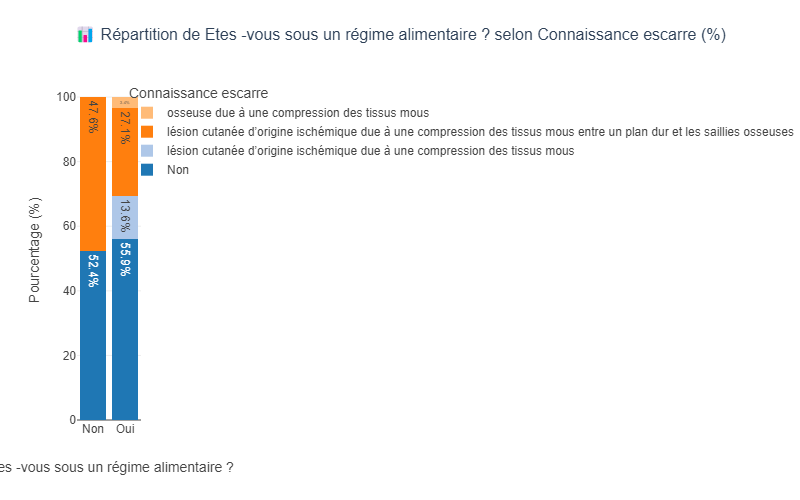 📊 Répartition de Etes -vous sous un régime alimentaire ? selon Connaissance escarre (%)
Connaissance escarre
osseuse due à une compression des tissus mous
lésion cutanée d'origine ischémique due à une compression des tissus mous entre un plan dur et les saillies osseuses
lésion cutanée d'origine ischémique due à une compression des tissus mous
Non
Pourcentage (%)
100
80
60
40
20
0
47.6%
52.4%
27.1%
13.6%
55.9%
Non
Oui
es -vous sous un régime alimentaire ?